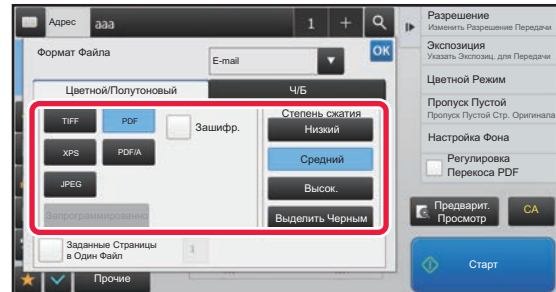 Адрес aaa 1 +
Разрешение
Изменить Разрешение Передачи
Экспозиция
Указать Экспозиц. для Передачи
Цветной Режим
Пропуск Пустой
Пропуск Пустой Стр. Оригинала
Настройка Фона
Регулировка
Перекоса PDF
Предварит.
Просмотр
CA
Старт
Формат Файла
E-mail
OK
Цветной/Полутоновый Ч/Б
TIFF PDF Зашифр.
XPS PDF/A
JPEG
Запрограммированно
Степень сжатия
Низкий
Средний
Высок.
Выделить Черным
Заданные Страницы
в Один Файл
1
Прочие